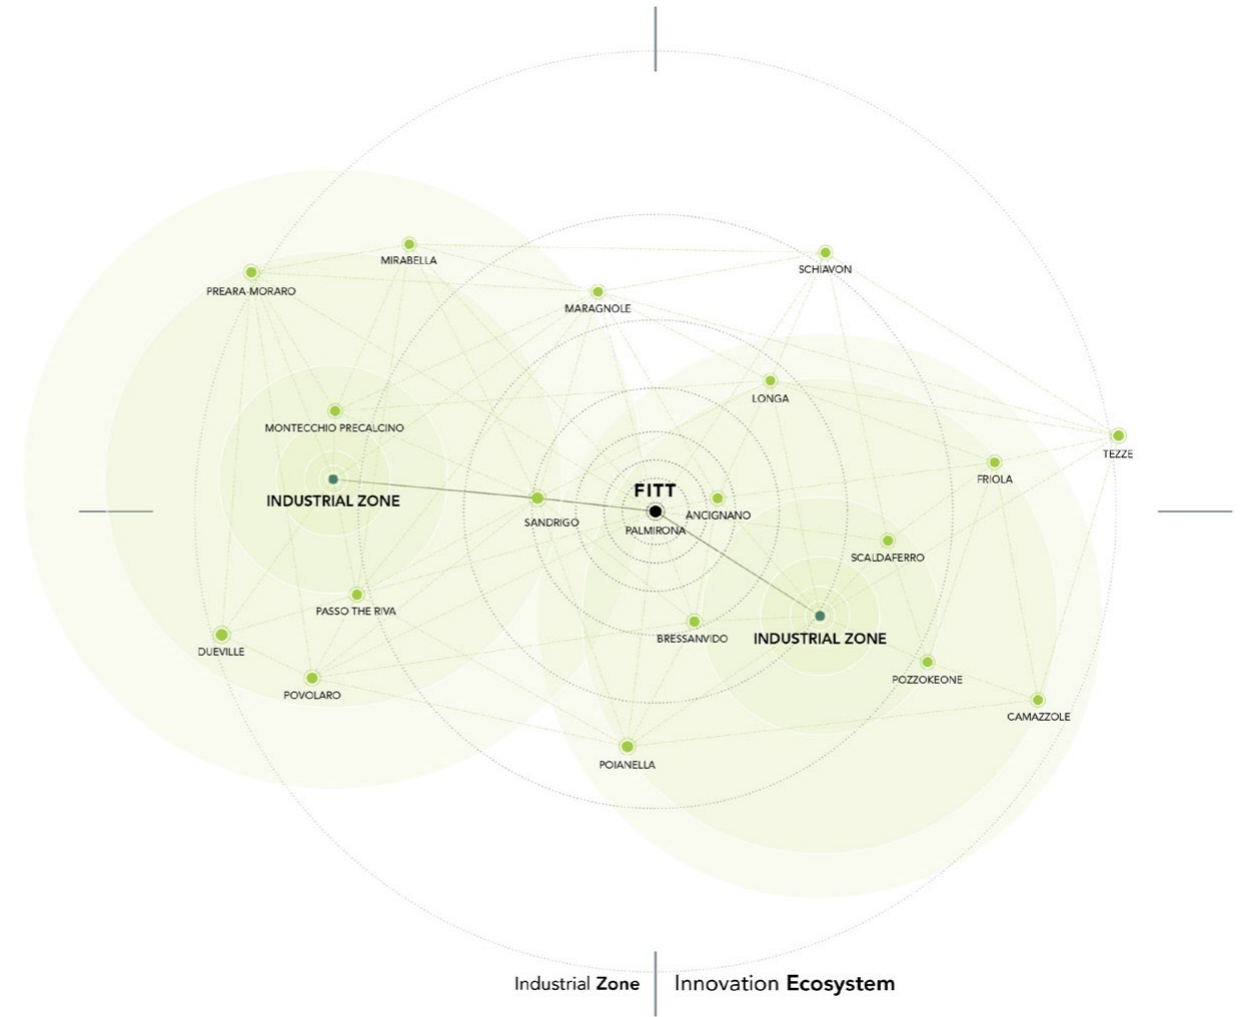 MIRABELLA
SCHIAVON
PREARA-MORARO
MARAGNOLE
LONGA
MONTECCHIO PRECALCINO
TEZZE
FRIOLA
INDUSTRIAL ZONE
FITT
SANDRIGO
ANCIGNANO
PALMIRONA
SCALDAFERRO
PASSO THE RIVA
BRESSANVIDO
INDUSTRIAL ZONE
DUEVILLE
POZZOKEONE
POVOLARO
CAMAZZOLE
POIANELLA
Industrial Zone
Innovation Ecosystem